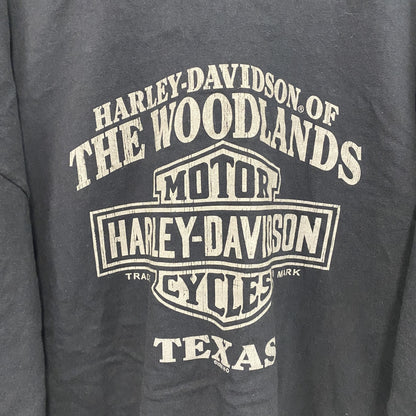 HARLEY-DAVIDSON® OF
THE WOODLANDS
MOTOR
HARLEY-DAVIDSON
TRADE MARK
CYCLES
TEXAS